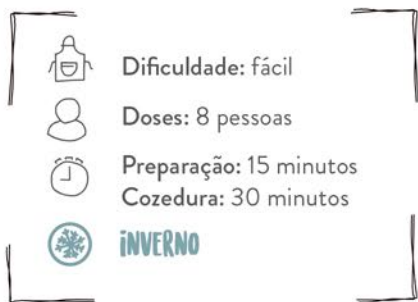 Dificuldade: fácil
Doses: 8 pessoas
Preparação: 15 minutos
Cozedura: 30 minutos
iNVERNO